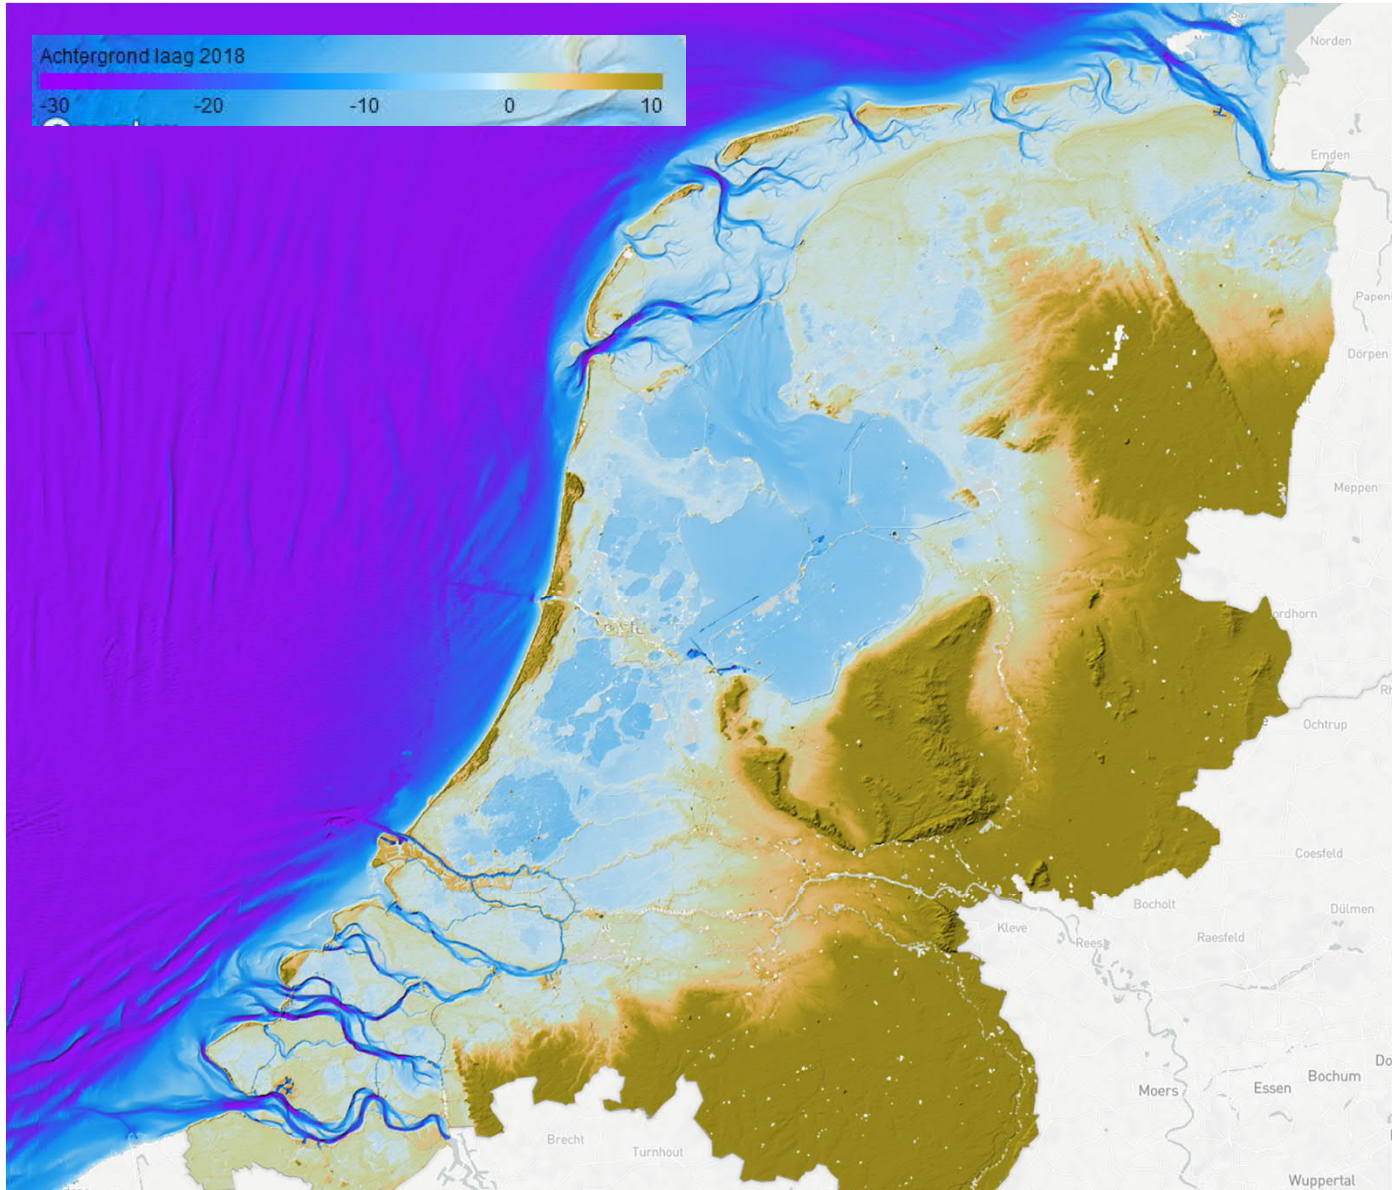 Achtergrond laag 2018
-30 -20 -10 0 10
Norden
Emden
Dörpen
Meppen
Ochtrup
Coesfeld
Bocholt
Dülmen
Kleve
Raesfeld
Rees
Moers
Essen
Bochum
Brecht
Turnhout
Wuppertal